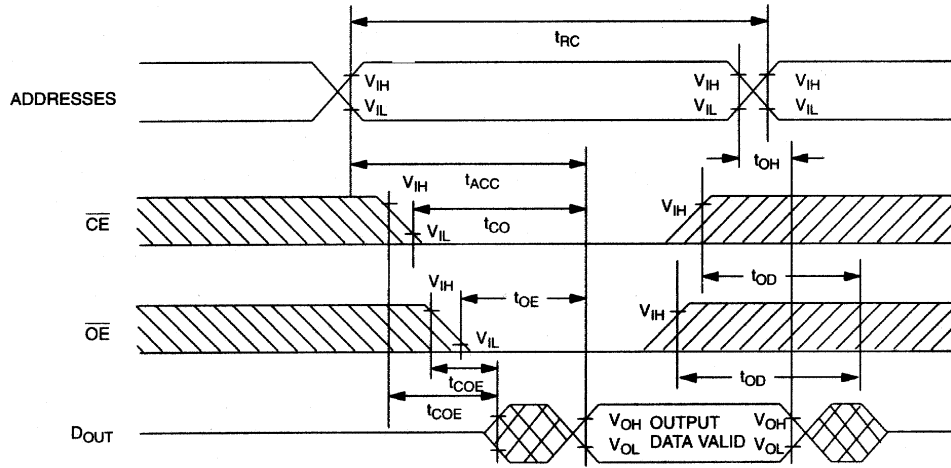 tRC
ADDRESSES
VIH
VIL
VIH
VIL
VIH
VIL
tOH
tACC
CE
VIH
VIL
tCO
VIH
tOD
OE
VIH
VIL
tOE
VIH
tOD
tCOE
tCOE
DOUT
VOH OUTPUT VOH
VOL DATA VALID VOL